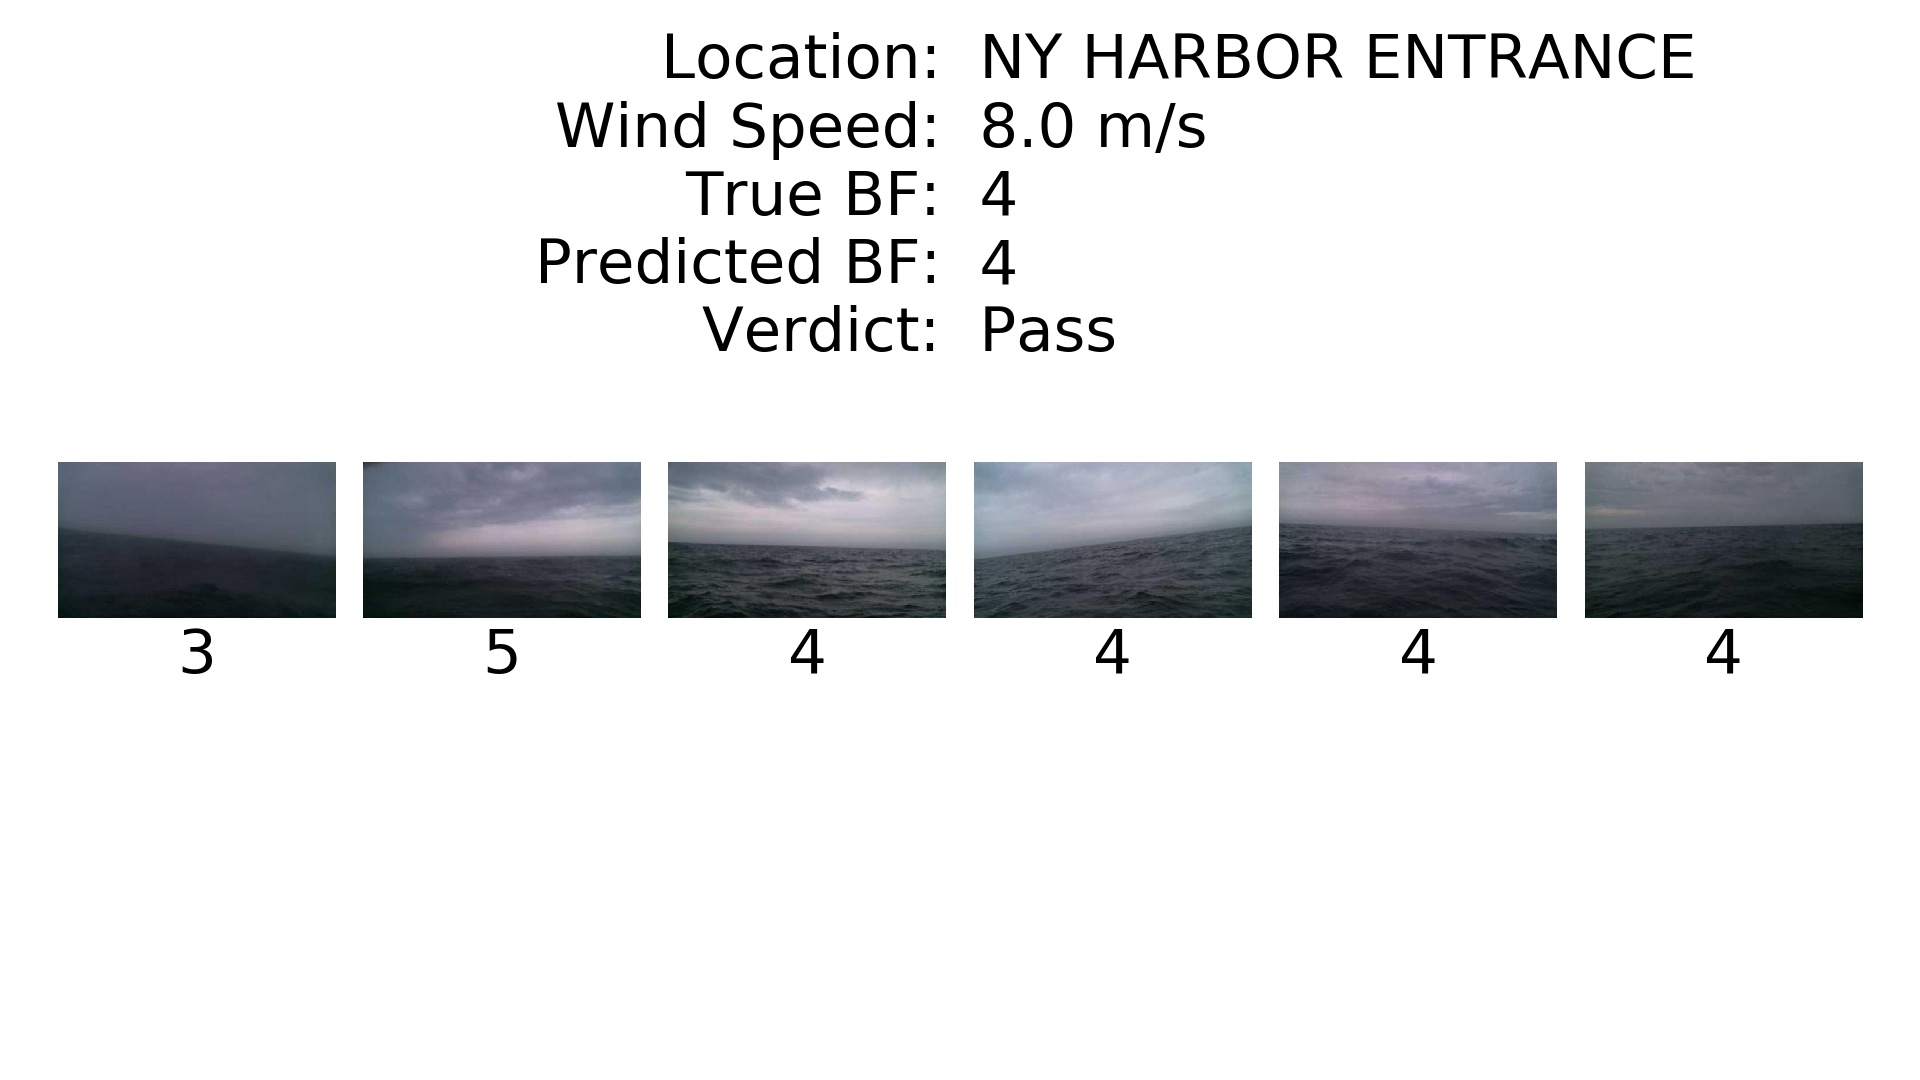 Location: NY HARBOR ENTRANCE
Wind Speed: 8.0 m/s
True BF: 4
Predicted BF: 4
Verdict: Pass
3 5 4 4 4 4